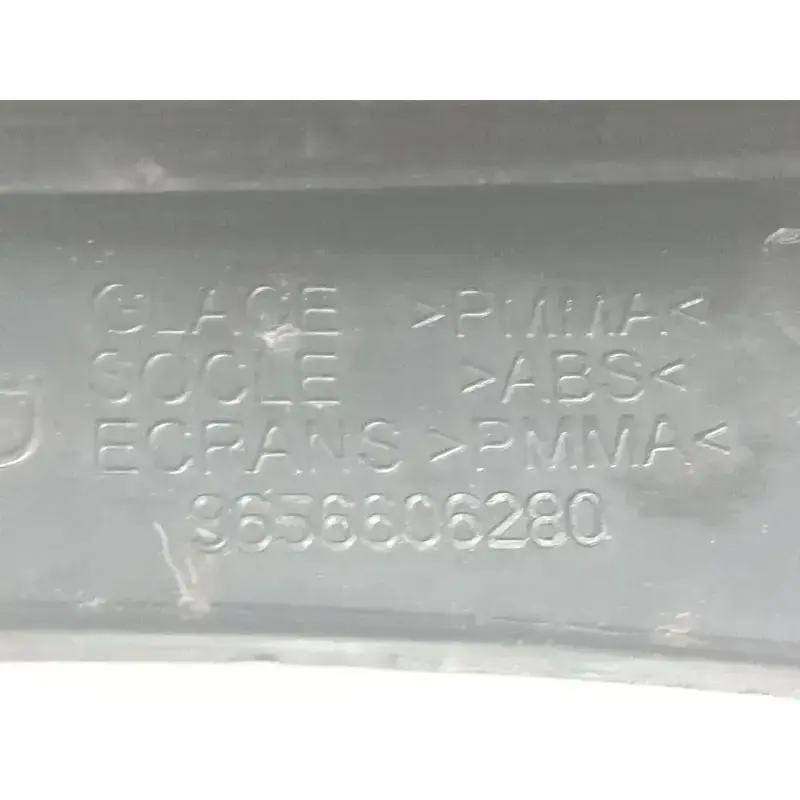 GLACE >PMMA<
SOCLE >ABS<
ECRANS >PMMA<
9656606280